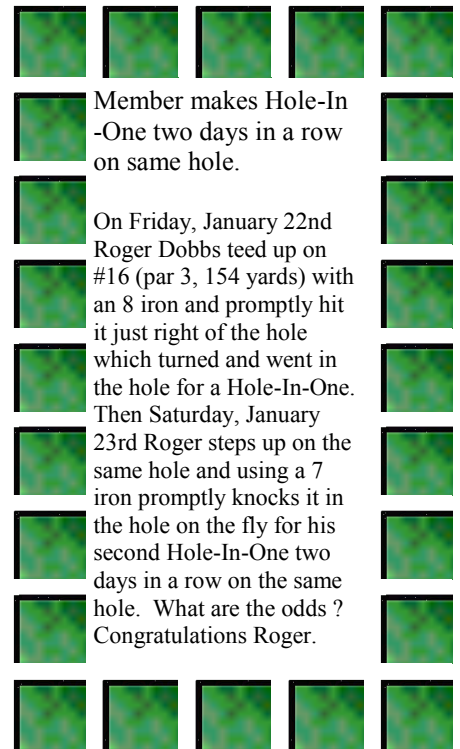 Member makes Hole-In
-One two days in a row
on same hole.
On Friday, January 22nd
Roger Dobbs teed up on
#16 (par 3, 154 yards) with
an 8 iron and promptly hit
it just right of the hole
which turned and went in
the hole for a Hole-In-One.
Then Saturday, January
23rd Roger steps up on the
same hole and using a 7
iron promptly knocks it in
the hole on the fly for his
second Hole-In-One two
days in a row on the same
hole.  What are the odds ?
Congratulations Roger.